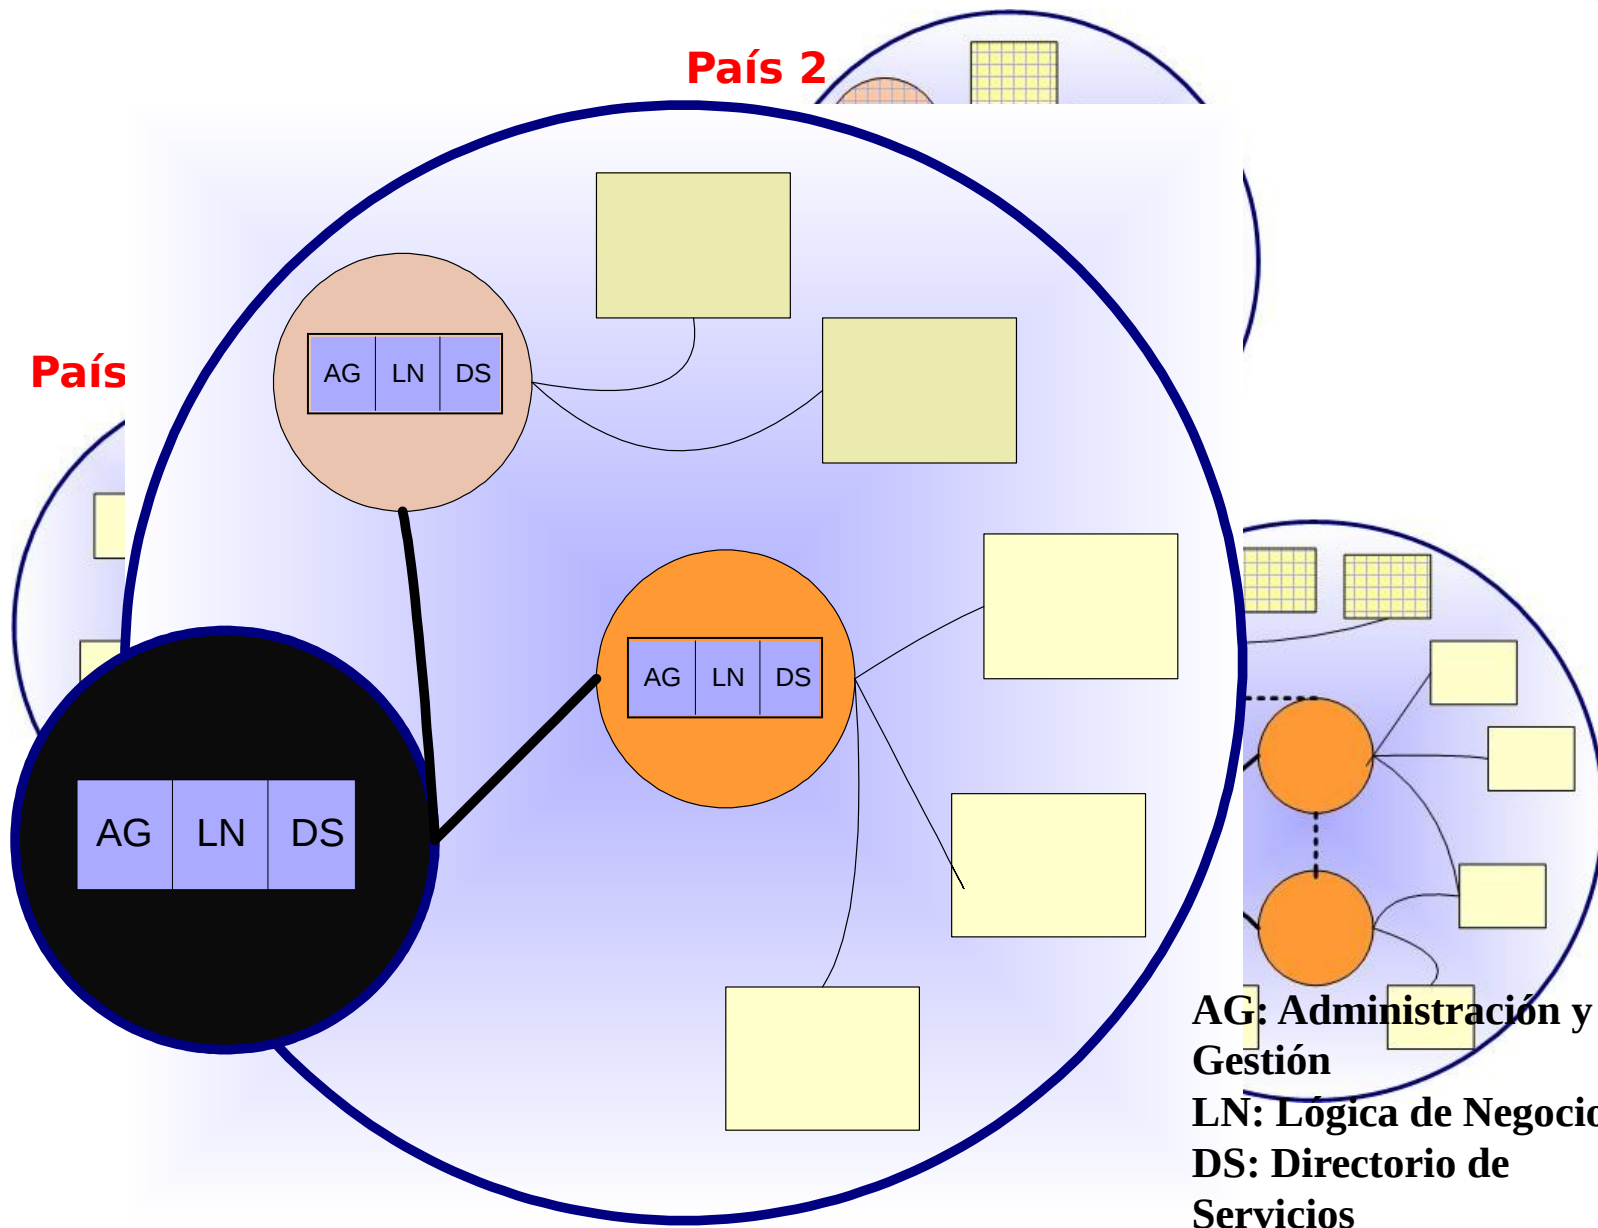 País 2
País
AG LN DS
AG LN DS
AG LN DS
AG: Administración y
Gestión
LN: Lógica de Negocio
DS: Directorio de
Servicios